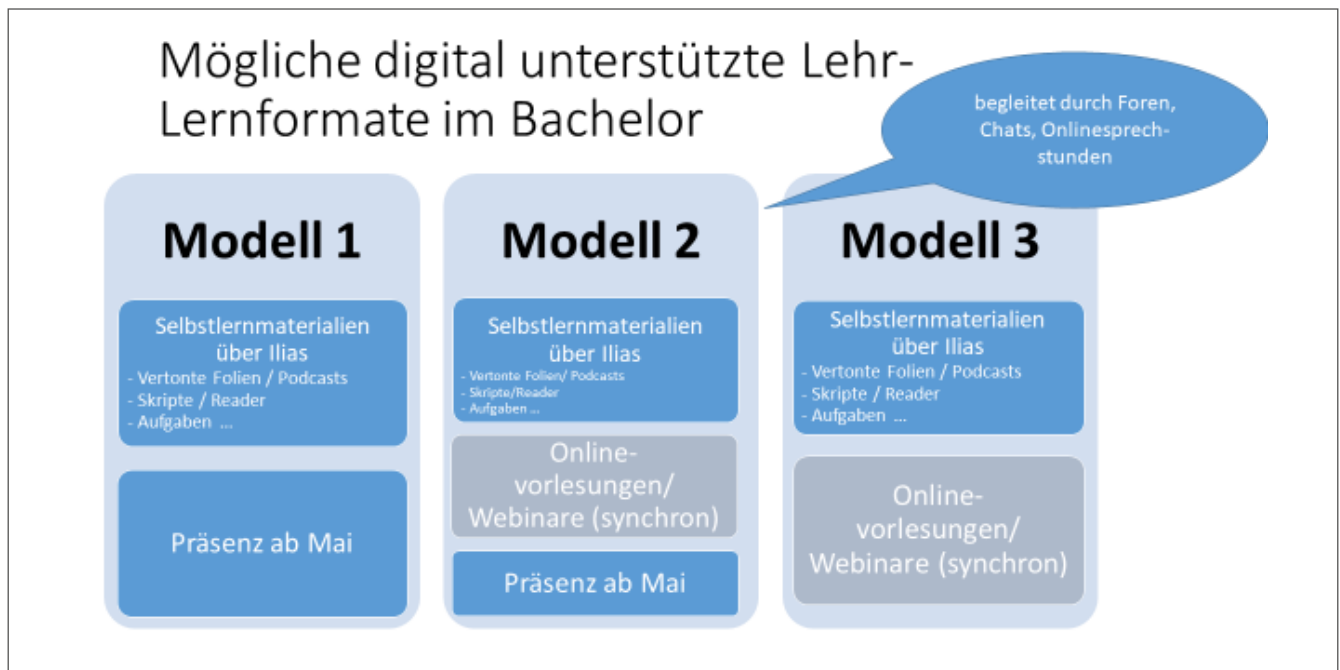 Mögliche digital unterstützte Lehr-
Lernformate im Bachelor
begleitet durch Foren,
Chats, Onlinesprech-
stunden
Modell 1
Selbstlernmaterialien
über Ilias
- Vertonte Folien / Podcasts
- Skripte / Reader
- Aufgaben ...
Präsenz ab Mai
Modell 2
Selbstlernmaterialien
über Ilias
- Vertonte Folien/ Podcasts
- Skripte/Reader
- Aufgaben ...
Online-
vorlesungen/
Webinare (synchron)
Präsenz ab Mai
Modell 3
Selbstlernmaterialien
über Ilias
- Vertonte Folien / Podcasts
- Skripte / Reader
- Aufgaben ...
Online-
vorlesungen/
Webinare (synchron)